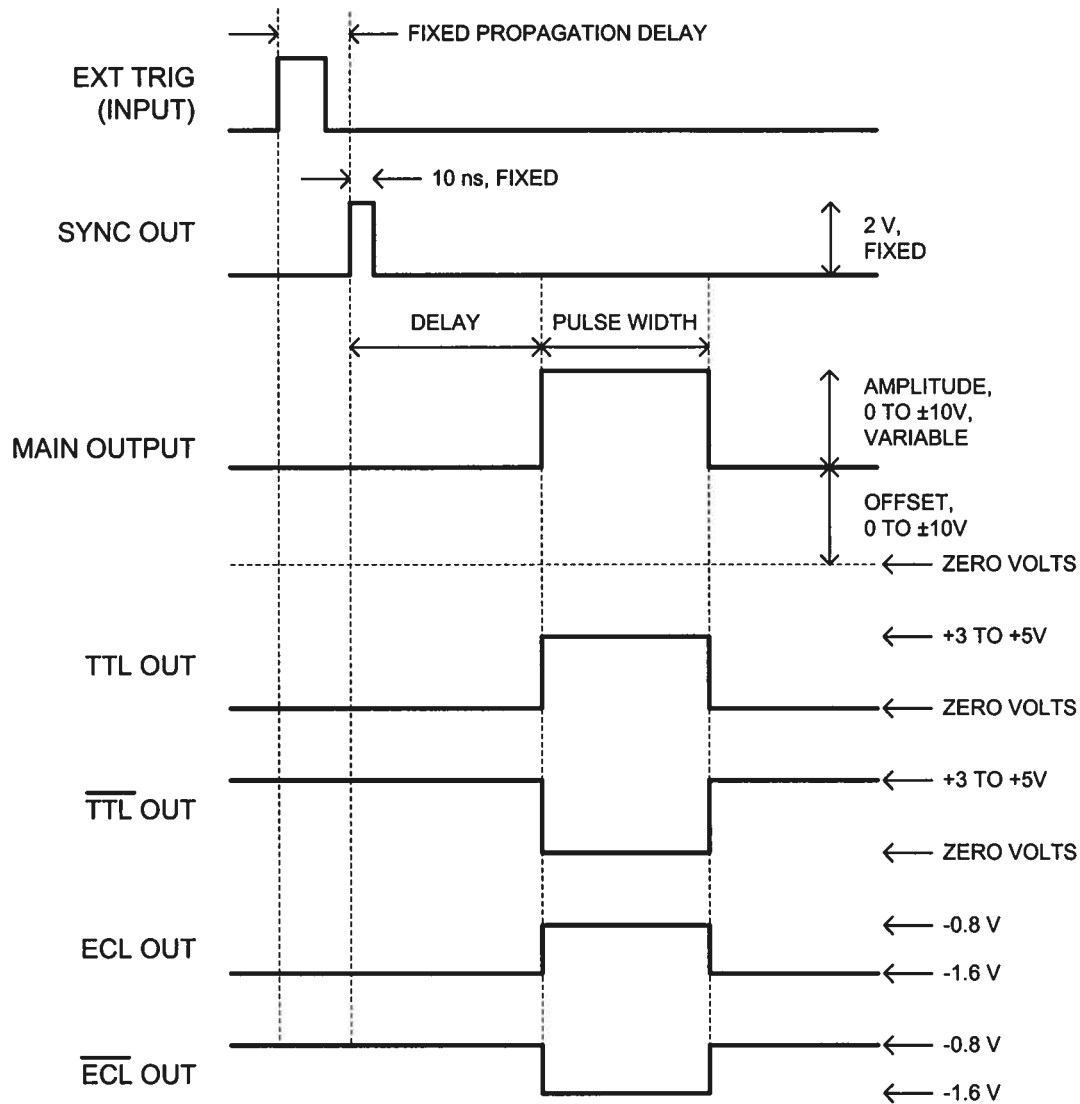 FIXED PROPAGATION DELAY
EXT TRIG
(INPUT)
10 ns, FIXED
SYNC OUT
2 V,
FIXED
DELAY
PULSE WIDTH
AMPLITUDE,
0 TO ±10V,
VARIABLE
MAIN OUTPUT
OFFSET,
0 TO ±10V
ZERO VOLTS
+3 TO +5V
TTL OUT
ZERO VOLTS
+3 TO +5V
T̅T̅L̅ OUT
ZERO VOLTS
-0.8 V
ECL OUT
-1.6 V
-0.8 V
E̅C̅L̅ OUT
-1.6 V